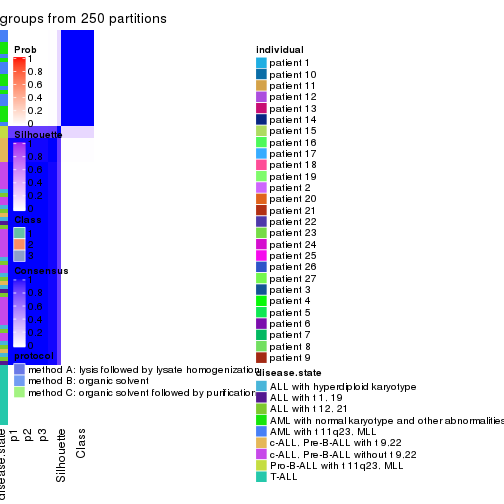 groups from 250 partitions
Prob
1
0.8
0.6
0.4
0.2
0
Silhouette
1
0.8
0.6
0.4
0.2
0
Class
1
2
3
Consensus
1
0.8
0.6
0.4
0.2
0
protocol
method A: lysis followed by lysate homogenization
method B: organic solvent
method C: organic solvent followed by purification
individual
patient 1
patient 10
patient 11
patient 12
patient 13
patient 14
patient 15
patient 16
patient 17
patient 18
patient 19
patient 2
patient 20
patient 21
patient 22
patient 23
patient 24
patient 25
patient 26
patient 27
patient 3
patient 4
patient 5
patient 6
patient 7
patient 8
patient 9
disease.state
ALL with hyperdiploid karyotype
ALL with t1, 19
ALL with t12, 21
AML with normal karyotype and other abnormalities
AML with t11q23, MLL
c-ALL, Pre-B-ALL with t9,22
c-ALL, Pre-B-ALL without t9,22
Pro-B-ALL with t11q23, MLL
T-ALL
disease.state
p1
p2
p3
Silhouette
Class